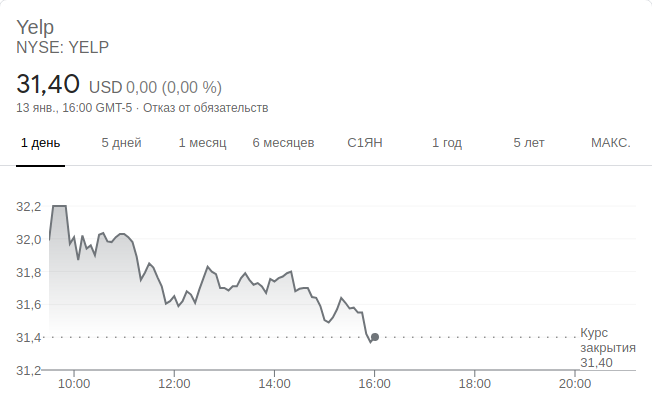 Yelp
NYSE: YELP
31,40 USD 0,00 (0,00 %)
13 янв., 16:00 GMT-5 · Отказ от обязательств
1 день 5 дней 1 месяц 6 месяцев С1ЯН 1 год 5 лет МАКС.
32,2
32,0
31,8
31,6
31,4
31,2
Курс
закрытия
31,40
10:00 12:00 14:00 16:00 18:00 20:00